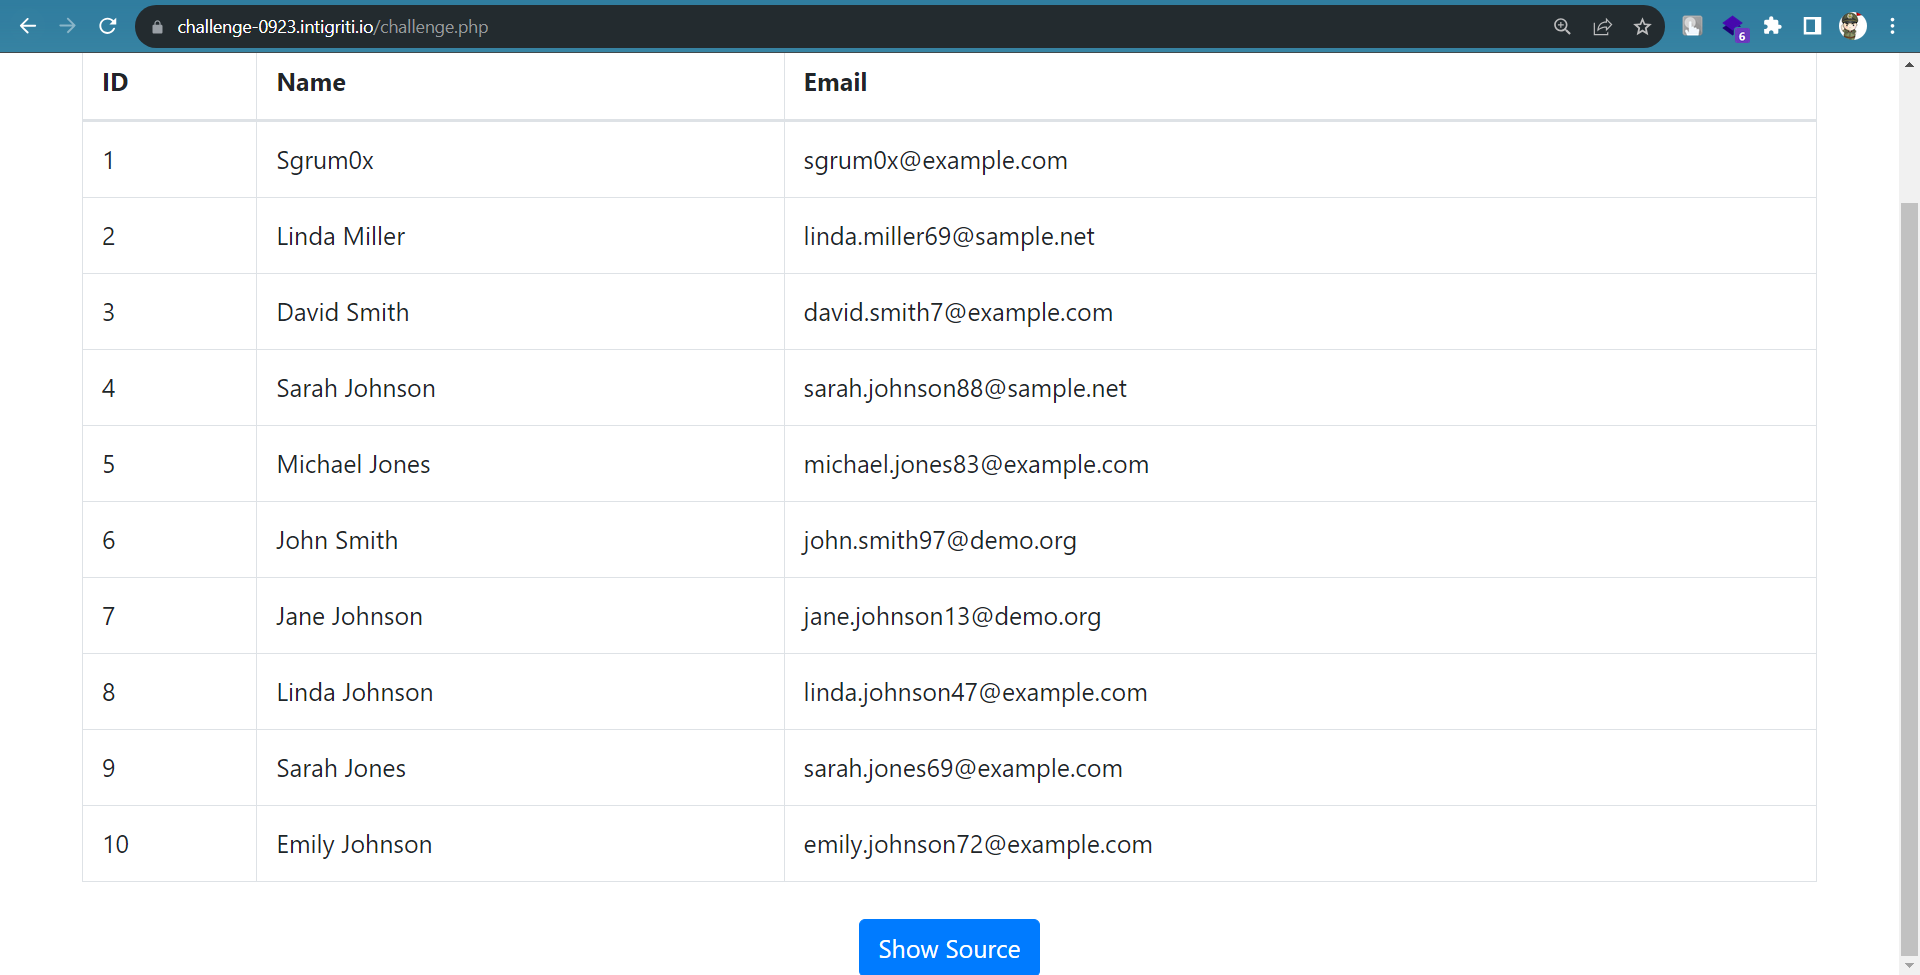 challenge-0923.intigriti.io/challenge.php
6
ID Name Email
1 Sgrum0x sgrum0x@example.com
2 Linda Miller linda.miller69@sample.net
3 David Smith david.smith7@example.com
4 Sarah Johnson sarah.johnson88@sample.net
5 Michael Jones michael.jones83@example.com
6 John Smith john.smith97@demo.org
7 Jane Johnson jane.johnson13@demo.org
8 Linda Johnson linda.johnson47@example.com
9 Sarah Jones sarah.jones69@example.com
10 Emily Johnson emily.johnson72@example.com
Show Source